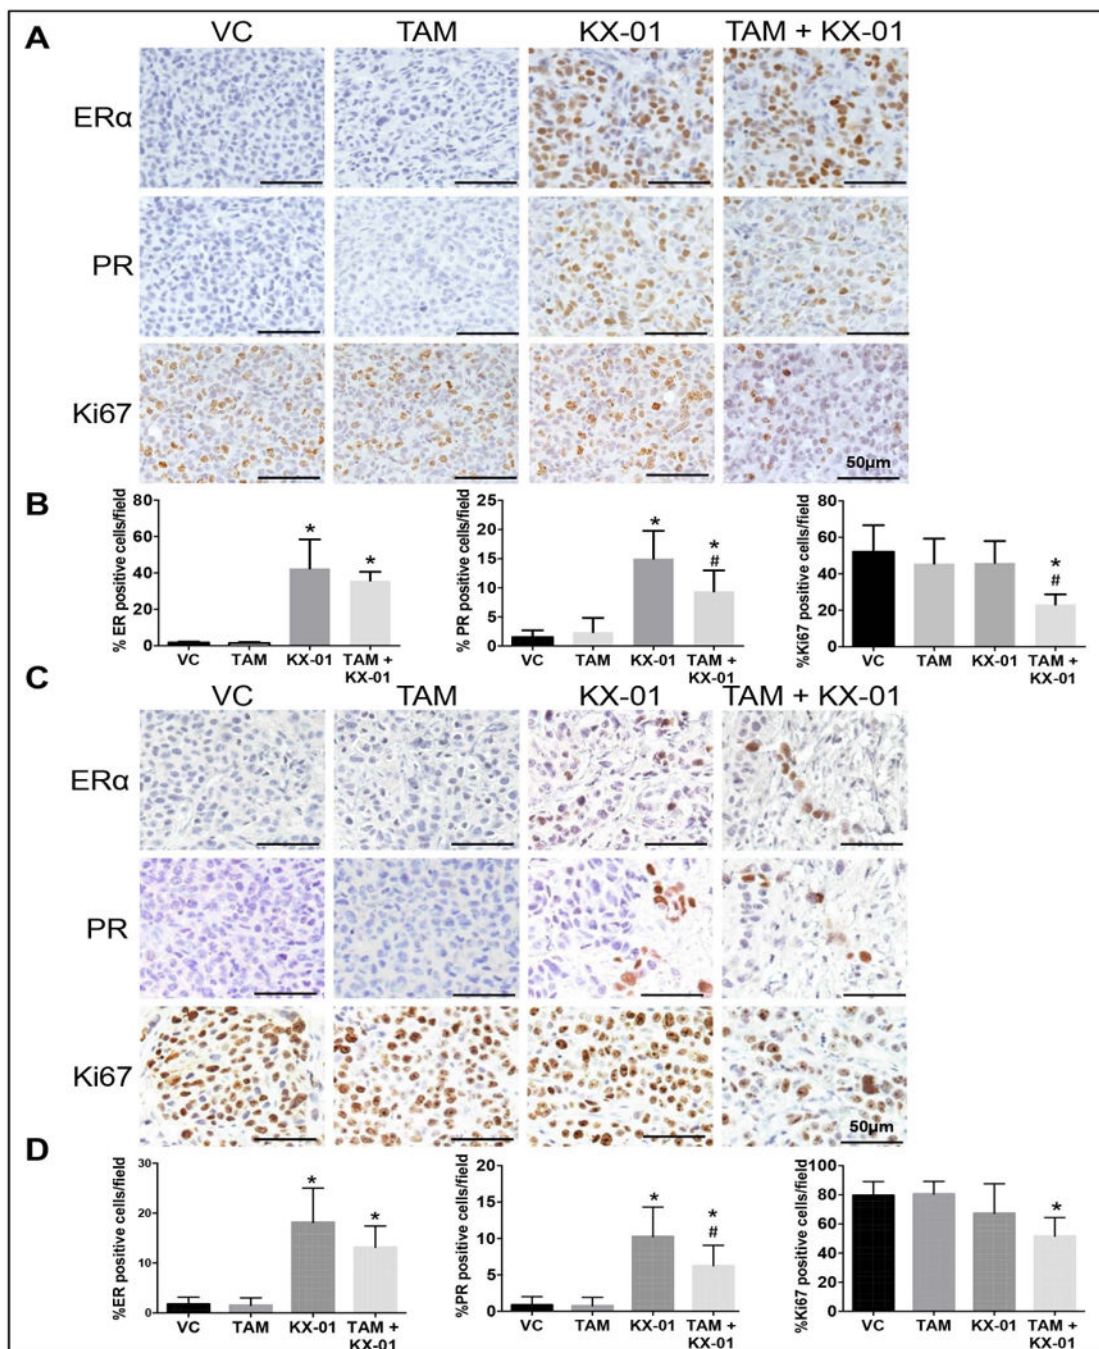 A
VC TAM KX-01 TAM + KX-01
ERα
PR
Ki67
50μm
B
% ER positive cells/field
80
60
40
20
0
VC TAM KX-01 TAM + KX-01
* *
% PR positive cells/field
25
20
15
10
5
0
VC TAM KX-01 TAM + KX-01
* *
#
%Ki67 positive cells/field
80
60
40
20
0
VC TAM KX-01 TAM + KX-01
*
#
C
VC TAM KX-01 TAM + KX-01
ERα
PR
Ki67
50μm
D
%ER positive cells/field
30
20
10
0
VC TAM KX-01 TAM + KX-01
* *
%PR positive cells/field
20
15
10
5
0
VC TAM KX-01 TAM + KX-01
* *
#
%Ki67 positive cells/field
100
80
60
40
20
0
VC TAM KX-01 TAM + KX-01
*